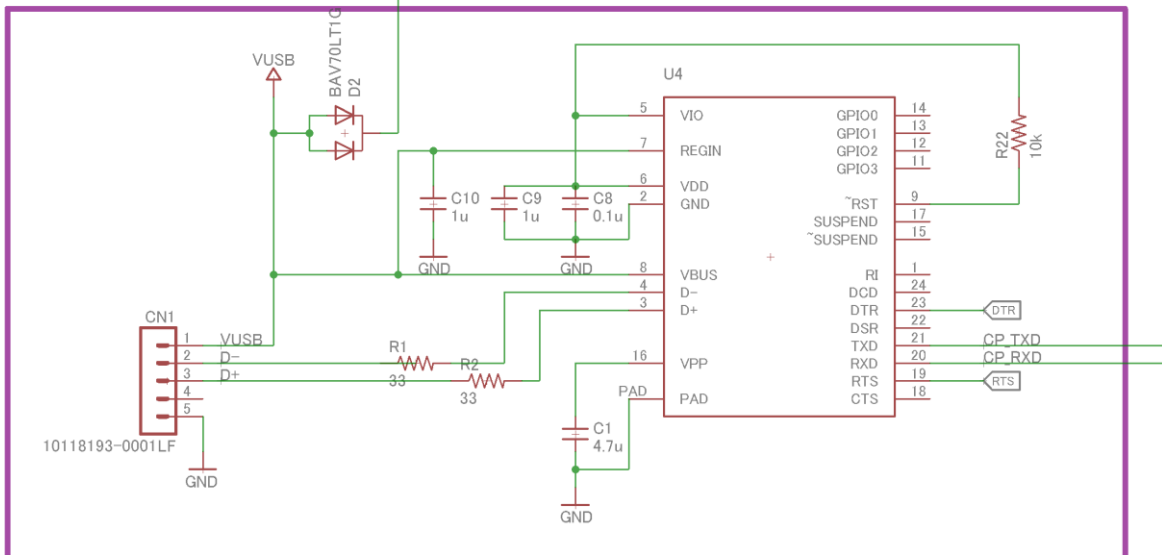 BAV70LT1G
D2
VUSB
U4
5
VIO
GPIO0
14
GPIO1
13
7
REGIN
GPIO2
12
GPIO3
11
R22
10k
6
VDD
2
GND
C10
1u
C9
1u
C8
0.1u
~RST
9
SUSPEND
17
~SUSPEND
15
GND
GND
8
VBUS
RI
1
4
D-
DCD
24
3
D+
DTR
23
DTR
DSR
22
CN1
1
VUSB
2
D-
3
D+
4
5
10118193-0001LF
GND
R1
33
R2
33
TXD
21
CP_TXD
16
VPP
RXD
20
CP_RXD
RTS
19
RTS
PAD
PAD
CTS
18
C1
4.7u
GND